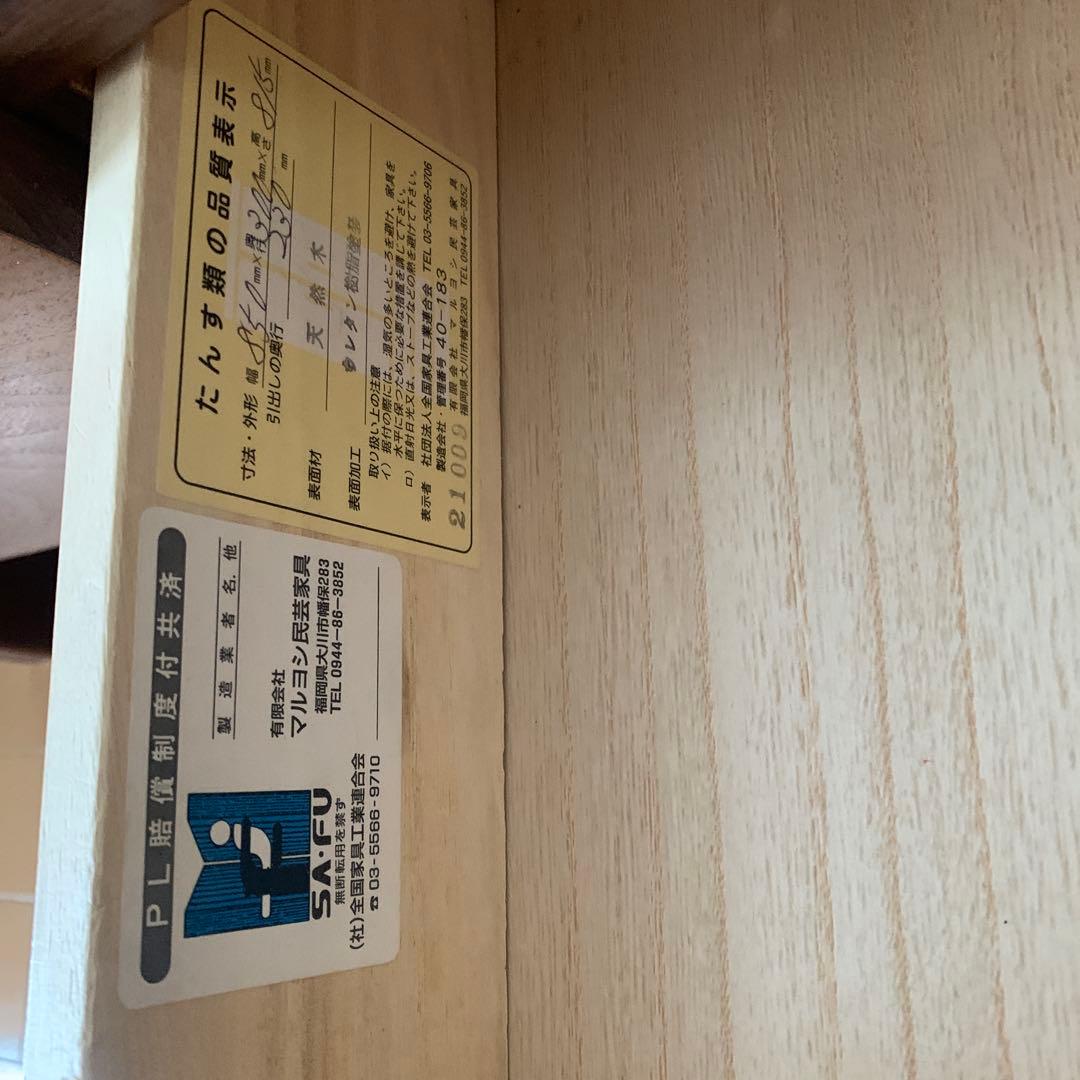 たんす類の品質表示
寸法・外形 幅 850 mm× 奥行 mm× 高さ 815 mm
引出しの奥行 mm
表面材 天然木
表面加工 ウレタン樹脂塗装
取り扱い上の注意
イ) 据付の際には、湿気の多いところを避け、家具を
水平に保つために必要な措置を講じて下さい。
ロ) 直射日光又は、ストーブなどの熱を避けて下さい。
表示者 社団法人全国家具工業連合会 TEL 03-5566-9706
製造会社・管理番号 40-183
21009 有限会社 マルヨシ民芸家具
福岡県大川市幡保283 TEL 0944-86-3852
PL賠償制度付共済
製造業者名.他
有限会社
マルヨシ民芸家具
福岡県大川市幡保283
TEL 0944-86-3852
SA・FU
無断転用を禁ず
(社)全国家具工業連合会
☎ 03-5566-9710